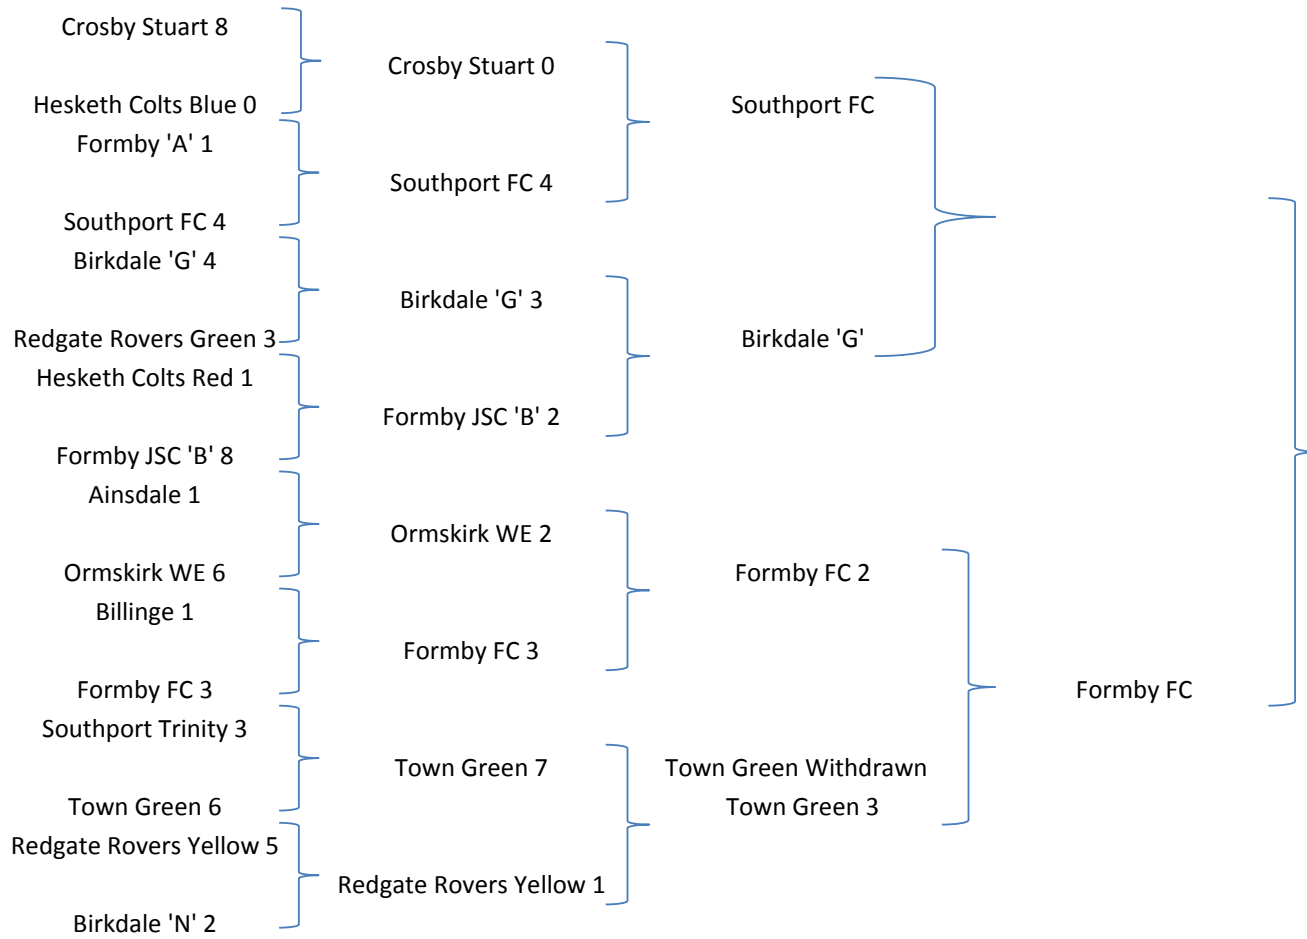 Crosby Stuart 8
Hesketh Colts Blue 0
Formby 'A' 1
Southport FC 4
Birkdale 'G' 4
Redgate Rovers Green 3
Hesketh Colts Red 1
Formby JSC 'B' 8
Ainsdale 1
Ormskirk WE 6
Billinge 1
Formby FC 3
Southport Trinity 3
Town Green 6
Redgate Rovers Yellow 5
Birkdale 'N' 2
Crosby Stuart 0
Southport FC 4
Birkdale 'G' 3
Formby JSC 'B' 2
Ormskirk WE 2
Formby FC 3
Town Green 7
Redgate Rovers Yellow 1
Southport FC
Birkdale 'G'
Formby FC 2
Town Green Withdrawn
Town Green 3
Formby FC